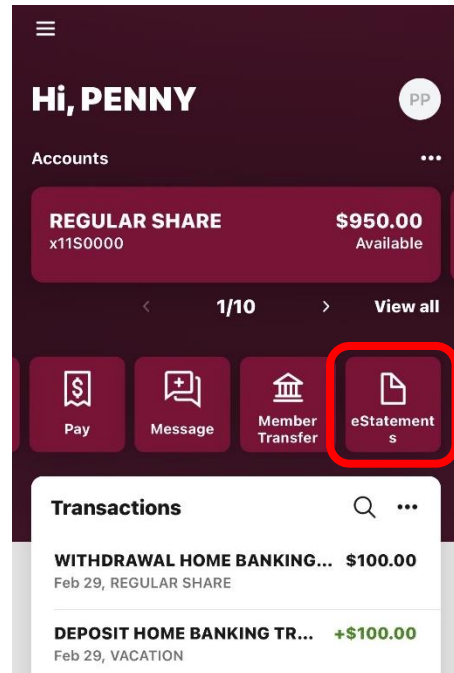 Hi, PENNY
PP
Accounts
REGULAR SHARE $950.00
x11S0000 Available
1/10 View all
Pay
Message
Member
Transfer
eStatement
s
Transactions
WITHDRAWAL HOME BANKING... $100.00
Feb 29, REGULAR SHARE
DEPOSIT HOME BANKING TR... +$100.00
Feb 29, VACATION